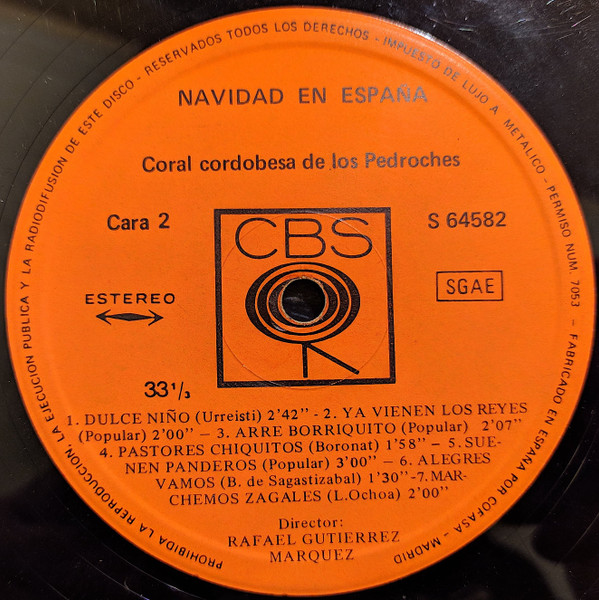 PROHIBIDA LA REPRODUCCION, LA EJECUCION PUBLICA Y LA RADIODIFUSION DE ESTE DISCO - RESERVADOS TODOS LOS DERECHOS - IMPUESTO DE LUJO A METALICO - PERMISO NUM. 7053 - FABRICADO EN ESPAÑA POR COFASA - MADRID
NAVIDAD EN ESPAÑA
Coral cordobesa de los Pedroches
Cara 2
CBS
S 64582
ESTEREO
SGAE
33 1/3
1. DULCE NIÑO (Urreisti) 2'42'' - 2. YA VIENEN LOS REYES
(Popular) 2'00'' – 3. ARRE BORRIQUITO (Popular) 2'07''
4. PASTORES CHIQUITOS (Boronat) 1'58'' – 5. SUE-
NEN PANDEROS (Popular) 3'00'' – 6. ALEGRES
VAMOS (B. de Sagastizabal) 1'30'' -7. MAR-
CHEMOS ZAGALES (L.Ochoa) 2'00''
Director:
RAFAEL GUTIERREZ
MARQUEZ